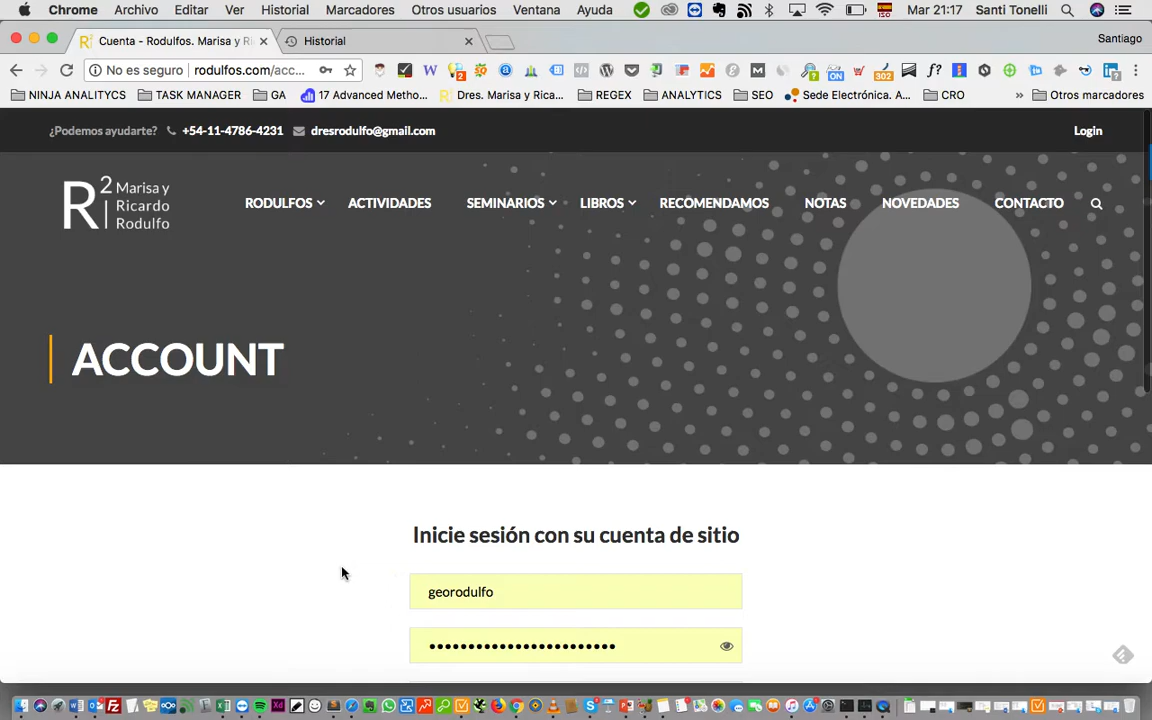 Chrome Archivo Editar Ver Historial Marcadores Otros usuarios Ventana Ayuda Mar 21:17 Santi Tonelli
Cuenta - Rodulfos. Marisa y Ri Historial Santiago
No es seguro rodulfos.com/acc... 302
NINJA ANALITYCS TASK MANAGER GA 17 Advanced Metho... Dres. Marisa y Rica... REGEX ANALYTICS SEO Sede Electrónica. A... CRO » Otros marcadores
¿Podemos ayudarte? +54-11-4786-4231 dresrodulfo@gmail.com Login
R2 Marisa y
Ricardo
Rodulfo
RODULFOS ACTIVIDADES SEMINARIOS LIBROS RECOMENDAMOS NOTAS NOVEDADES CONTACTO
ACCOUNT
Inicie sesión con su cuenta de sitio
georodulfo
••••••••••••••••••••••••